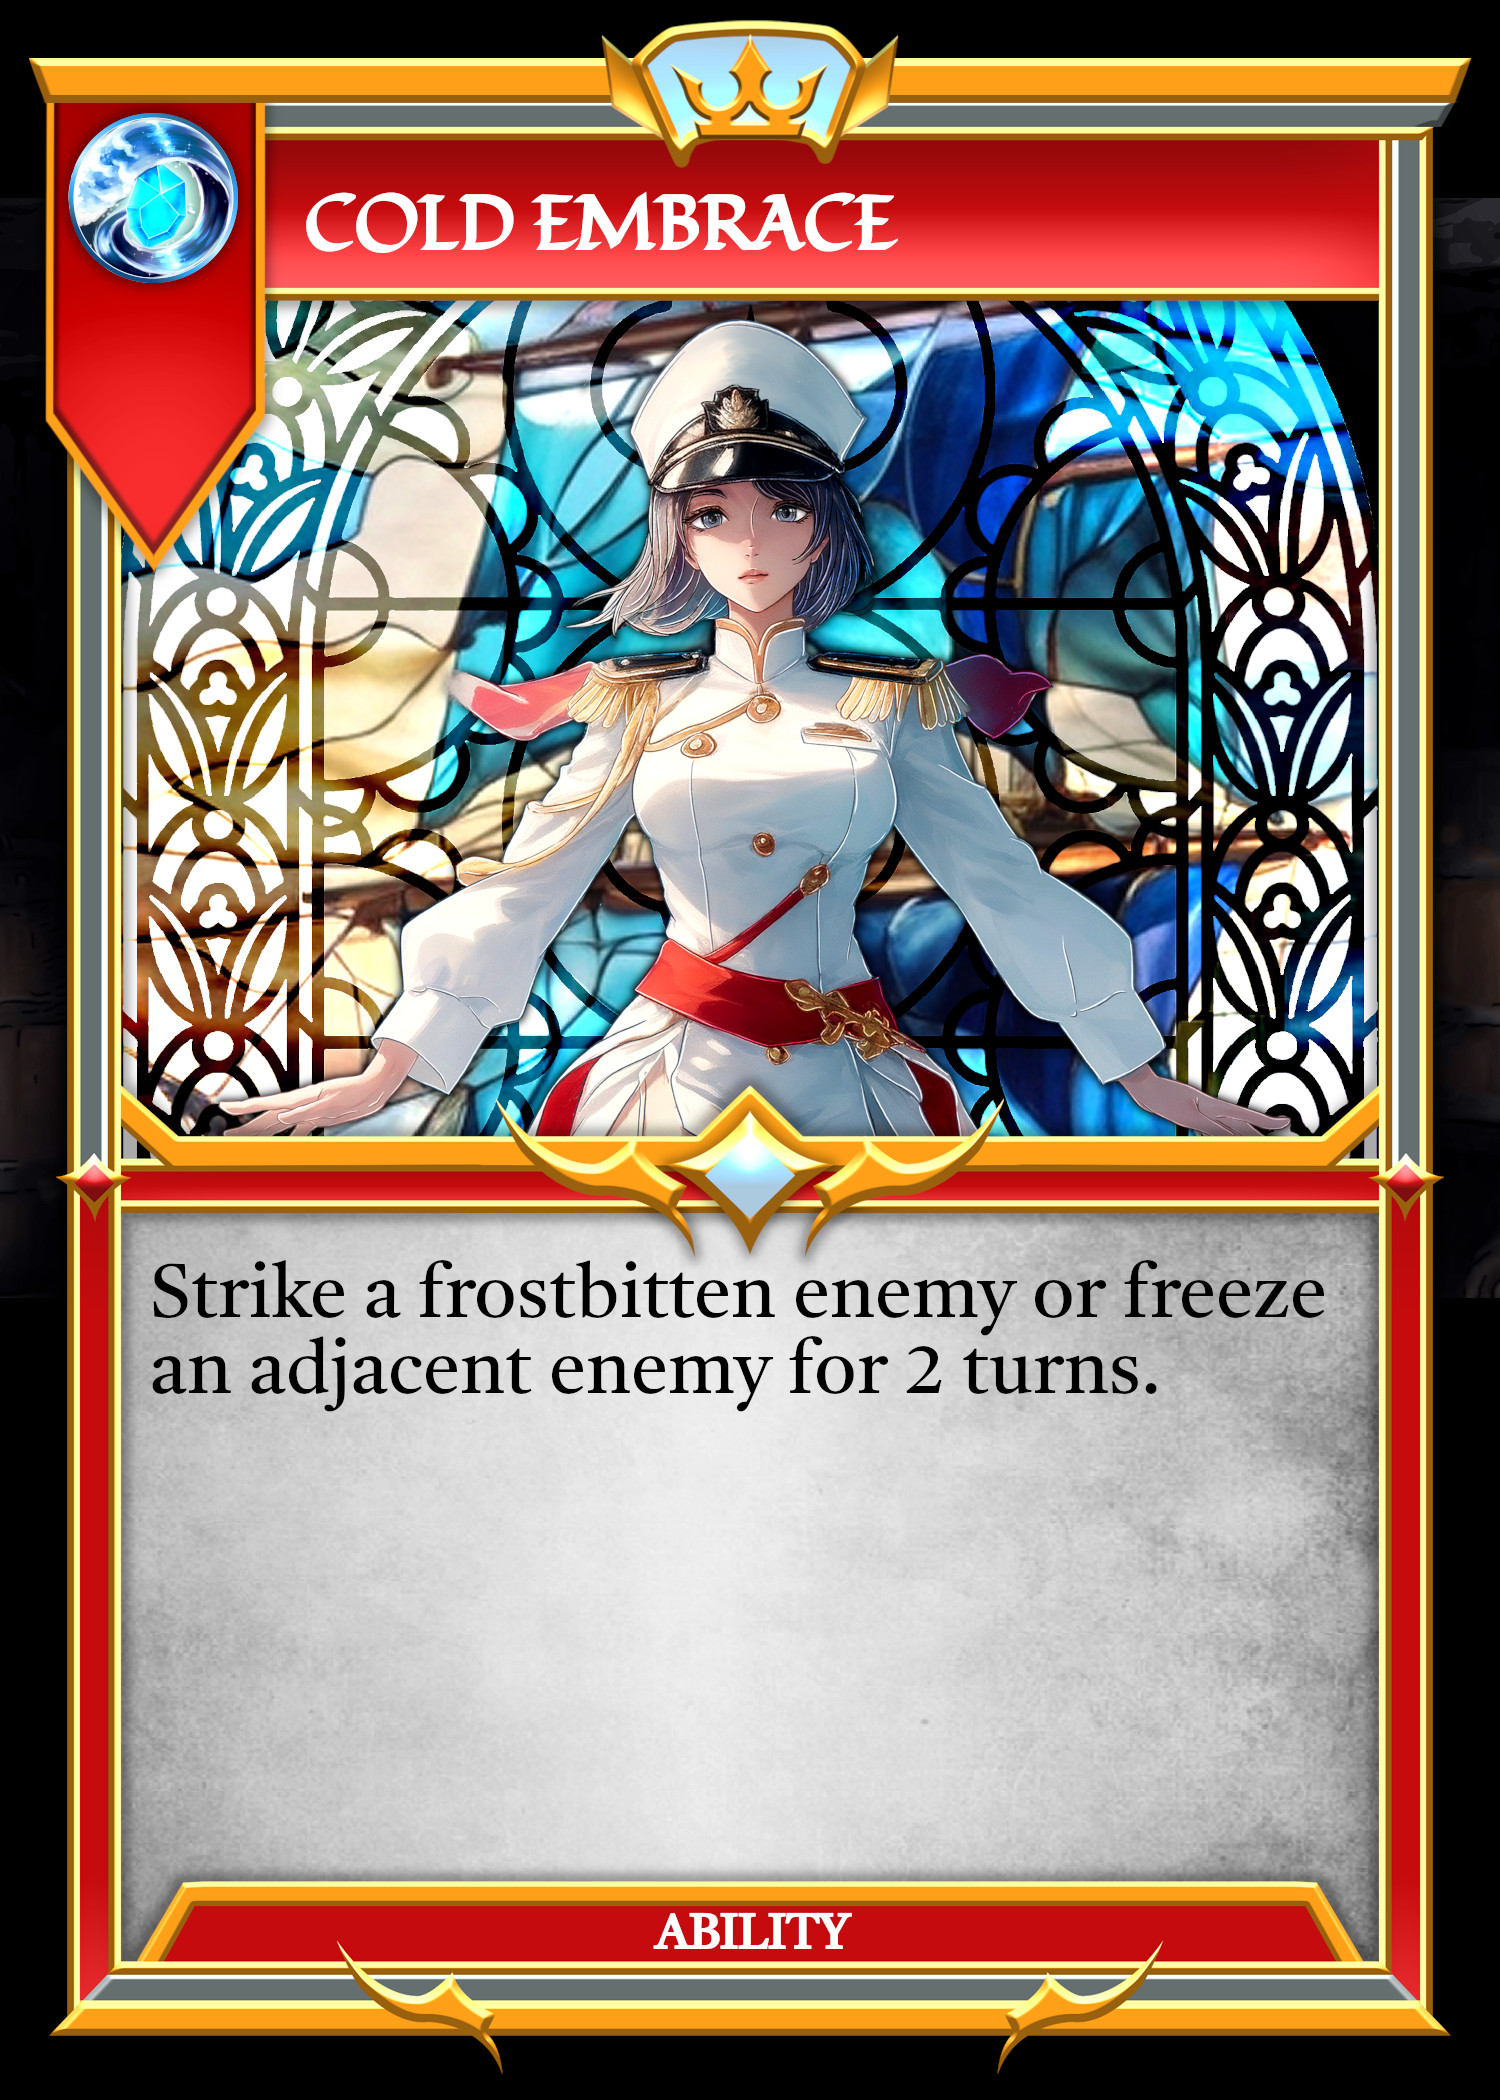 COLD EMBRACE
Strike a frostbitten enemy or freeze
an adjacent enemy for 2 turns.
ABILITY